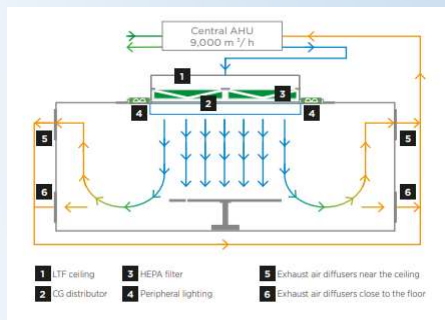 Central AHU
9,000 m³/ h
1
3
2
4
4
5
5
6
6
1 LTF ceiling
3 HEPA filter
5 Exhaust air diffusers near the ceiling
2 CG distributor
4 Peripheral lighting
6 Exhaust air diffusers close to the floor